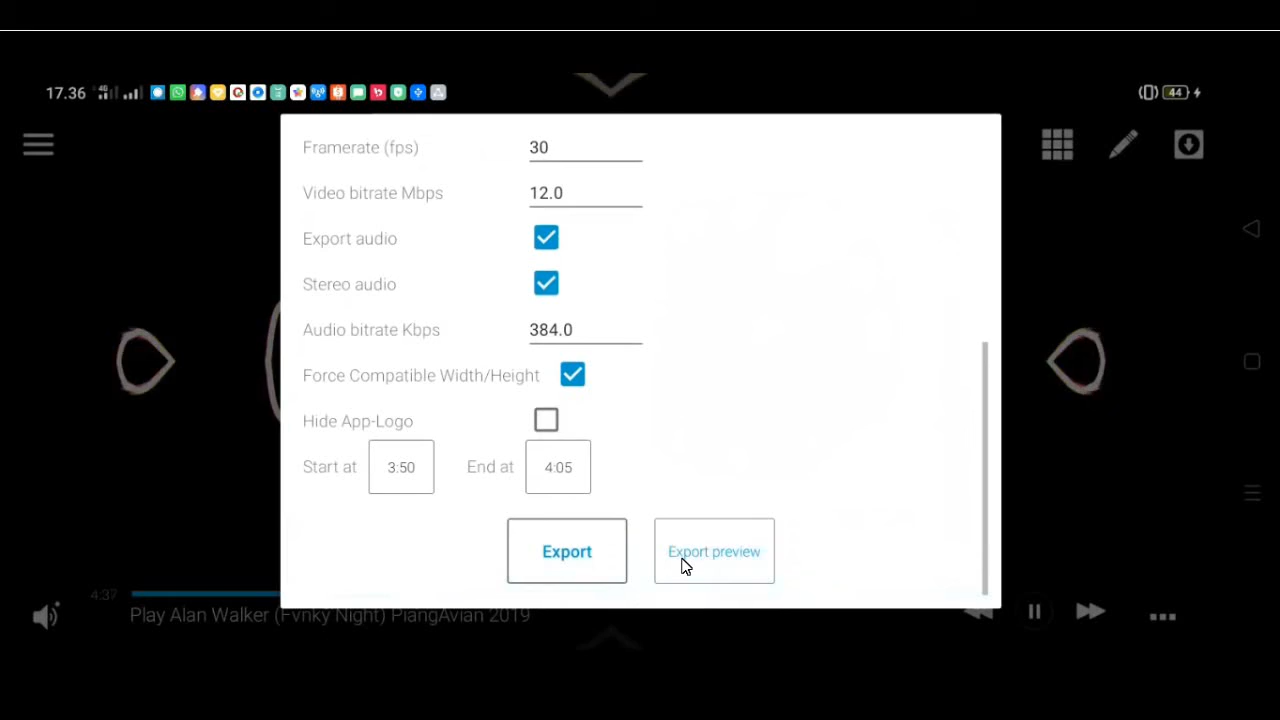 17.36 4G 44
Framerate (fps) 30
Video bitrate Mbps 12.0
Export audio
Stereo audio
Audio bitrate Kbps 384.0
Force Compatible Width/Height
Hide App-Logo
Start at 3:50 End at 4:05
Export Export preview
4:37
Play Alan Walker (Fvnky Night) PiangAvian 2019